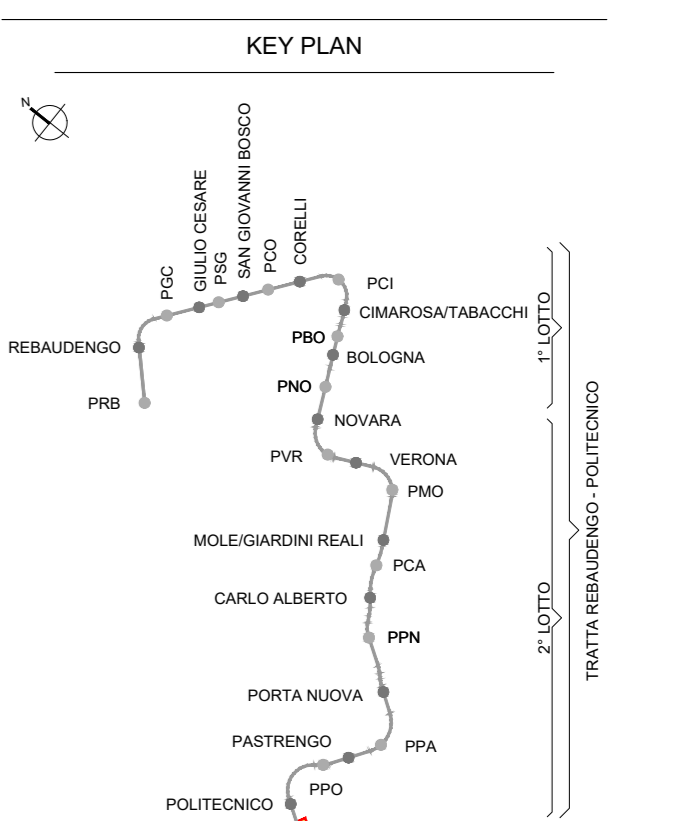 KEY PLAN
N
PGC
GIULIO CESARE
PSG
SAN GIOVANNI BOSCO
PCO
CORELLI
PCI
CIMAROSA/TABACCHI
PBO
BOLOGNA
REBAUDENGO
PNO
PRB
NOVARA
PVR
VERONA
PMO
MOLE/GIARDINI REALI
PCA
CARLO ALBERTO
PPN
PORTA NUOVA
PASTRENGO
PPA
PPO
POLITECNICO
1° LOTTO
2° LOTTO
TRATTA REBAUDENGO - POLITECNICO